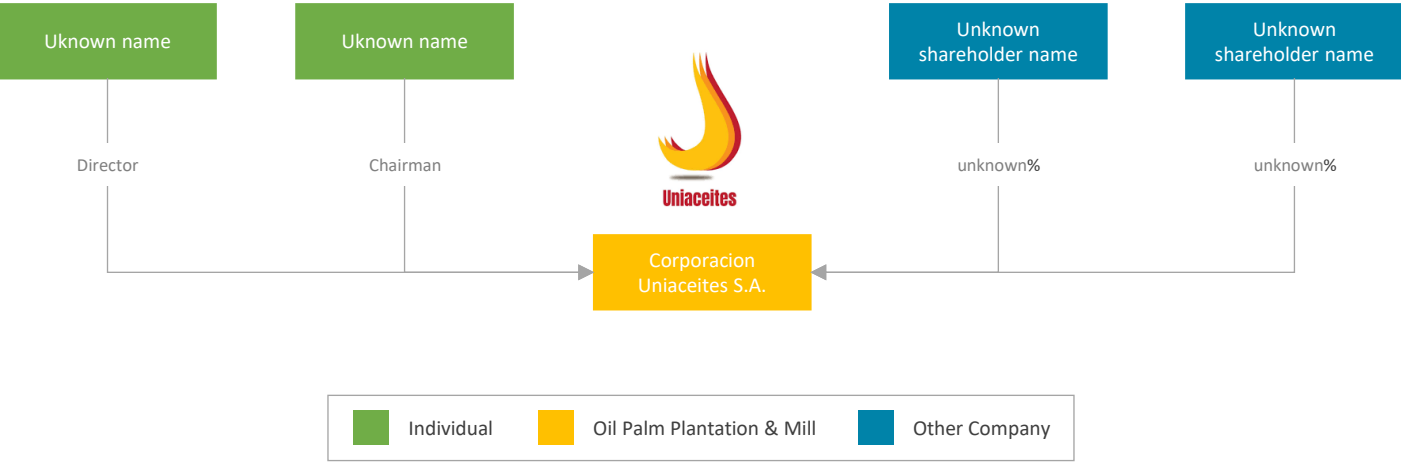 Uknown name
Uknown name
Unknown
shareholder name
Unknown
shareholder name
Director
Chairman
unknown%
unknown%
Uniaceites
Corporacion
Uniaceites S.A.
Individual
Oil Palm Plantation & Mill
Other Company